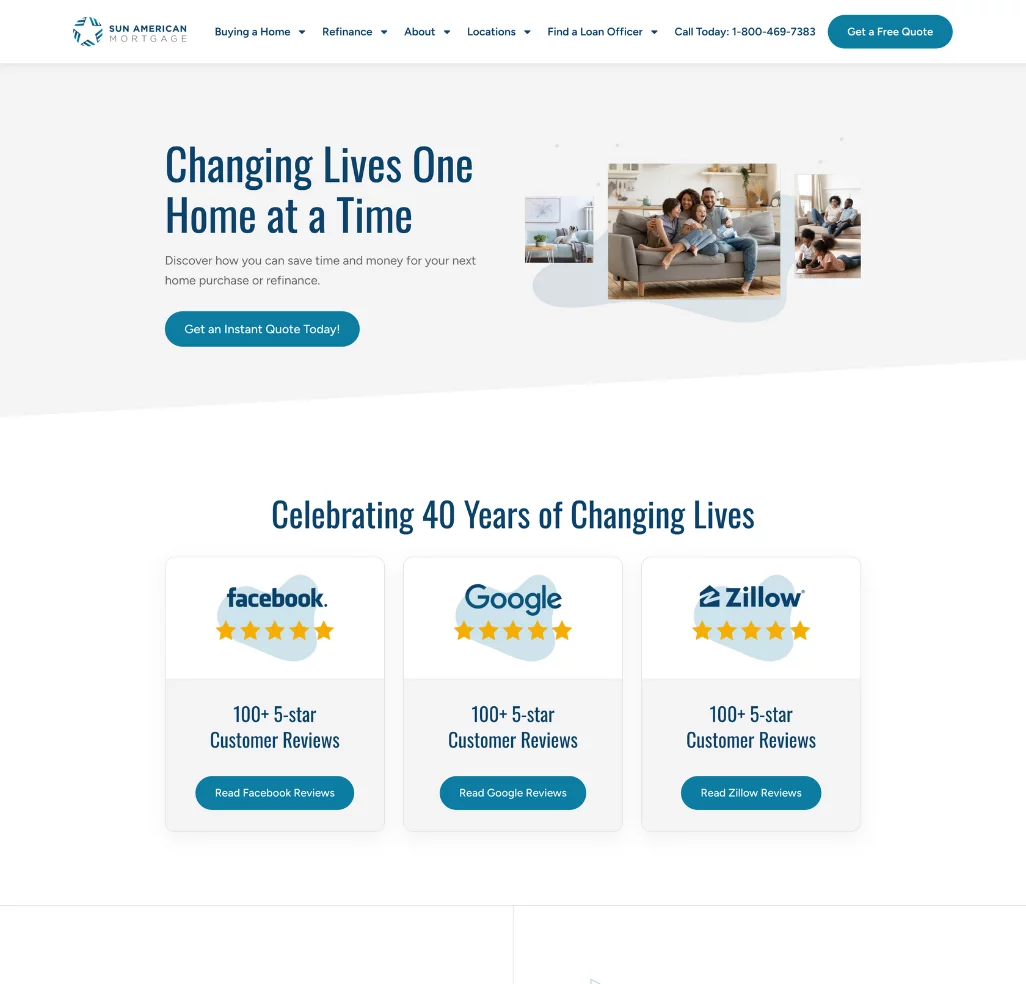 SUN AMERICAN
MORTGAGE
Buying a Home
Refinance
About
Locations
Find a Loan Officer
Call Today: 1-800-469-7383
Get a Free Quote
Changing Lives One
Home at a Time
Discover how you can save time and money for your next
home purchase or refinance.
Get an Instant Quote Today!
Celebrating 40 Years of Changing Lives
facebook.
100+ 5-star
Customer Reviews
Read Facebook Reviews
Google
100+ 5-star
Customer Reviews
Read Google Reviews
Zillow®
100+ 5-star
Customer Reviews
Read Zillow Reviews